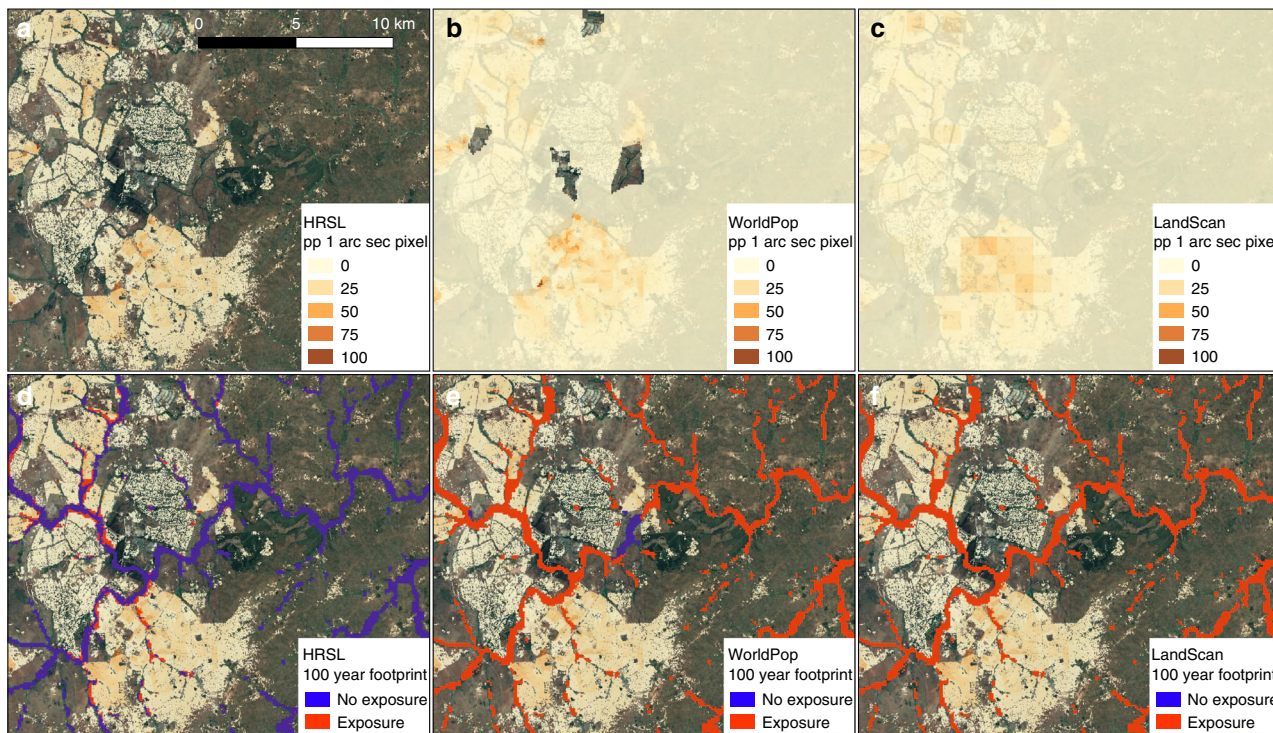 a
0 5 10 km
b
c
HRSL
pp 1 arc sec pixel
0
25
50
75
100
WorldPop
pp 1 arc sec pixel
0
25
50
75
100
LandScan
pp 1 arc sec pixel
0
25
50
75
100
d
e
f
HRSL
100 year footprint
No exposure
Exposure
WorldPop
100 year footprint
No exposure
Exposure
LandScan
100 year footprint
No exposure
Exposure